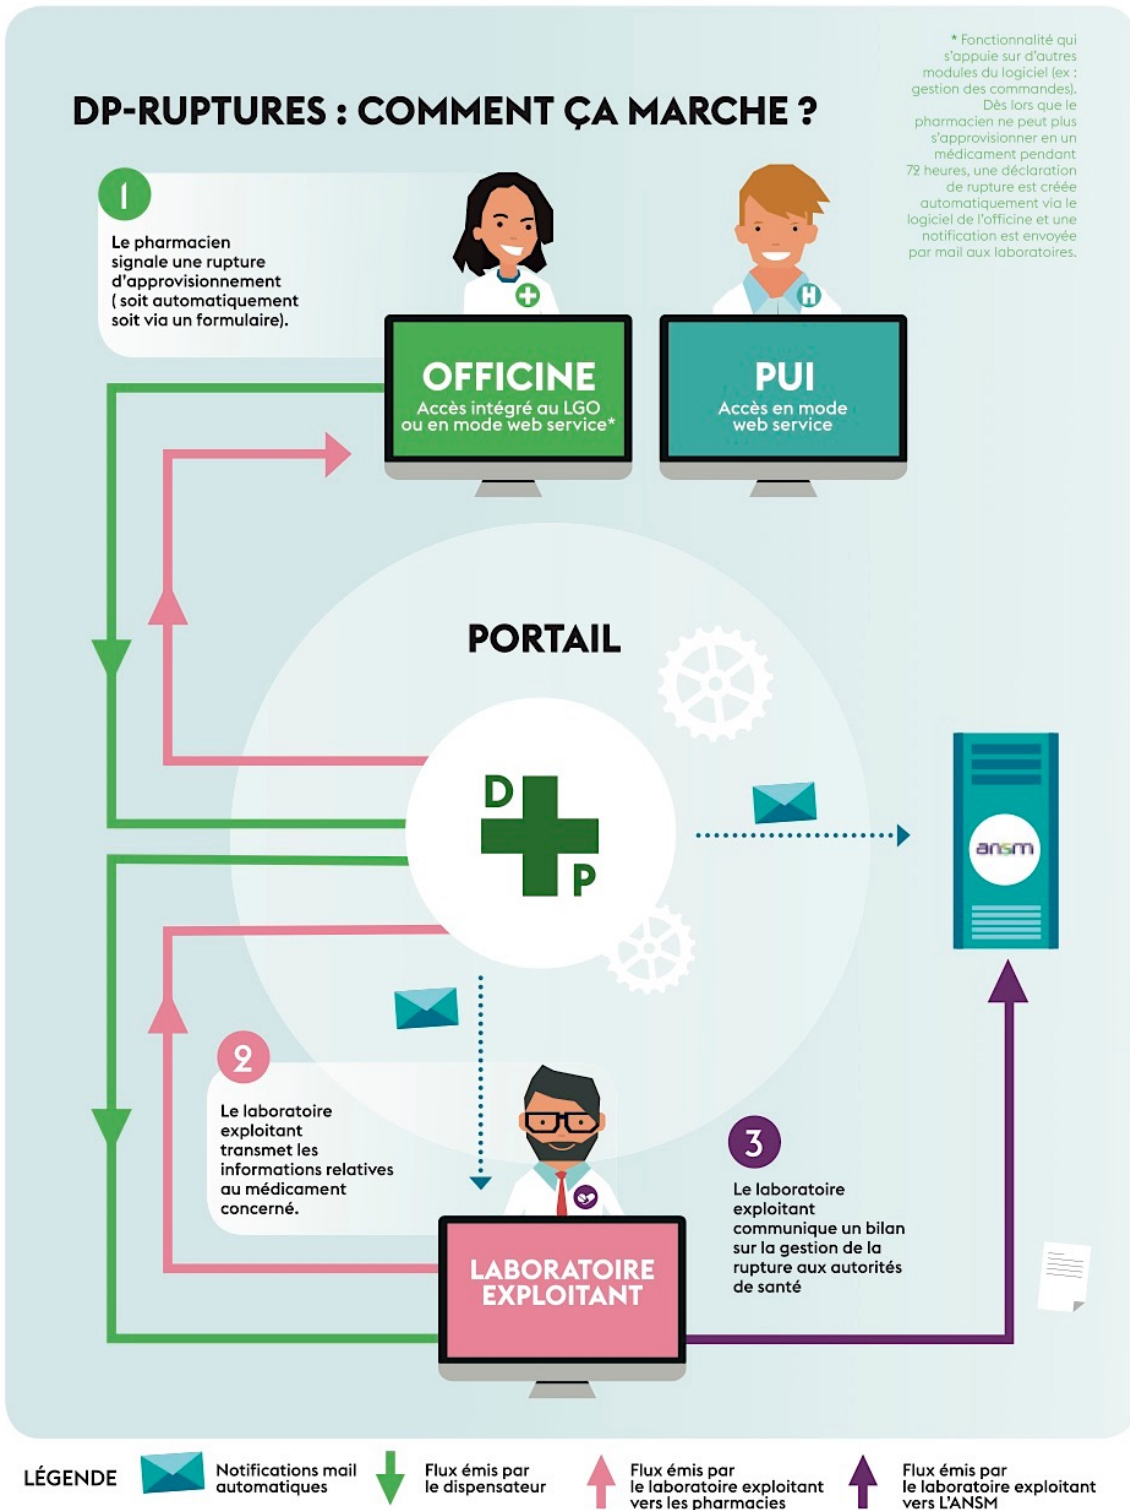 * Fonctionnalité qui
s'appuie sur d'autres
modules du logiciel (ex :
gestion des commandes).
Dès lors que le
pharmacien ne peut plus
s'approvisionner en un
médicament pendant
72 heures, une déclaration
de rupture est créée
automatiquement via le
logiciel de l'officine et une
notification est envoyée
par mail aux laboratoires.
DP-RUPTURES : COMMENT ÇA MARCHE ?
1
Le pharmacien
signale une rupture
d'approvisionnement
( soit automatiquement
soit via un formulaire).
OFFICINE
Accès intégré au LGO
ou en mode web service*
H
PUI
Accès en mode
web service
PORTAIL
D
P
ansm
2
Le laboratoire
exploitant
transmet les
informations relatives
au médicament
concerné.
LABORATOIRE
EXPLOITANT
3
Le laboratoire
exploitant
communique un bilan
sur la gestion de la
rupture aux autorités
de santé
LÉGENDE
Notifications mail
automatiques
Flux émis par
le dispensateur
Flux émis par
le laboratoire exploitant
vers les pharmacies
Flux émis par
le laboratoire exploitant
vers L'ANSM